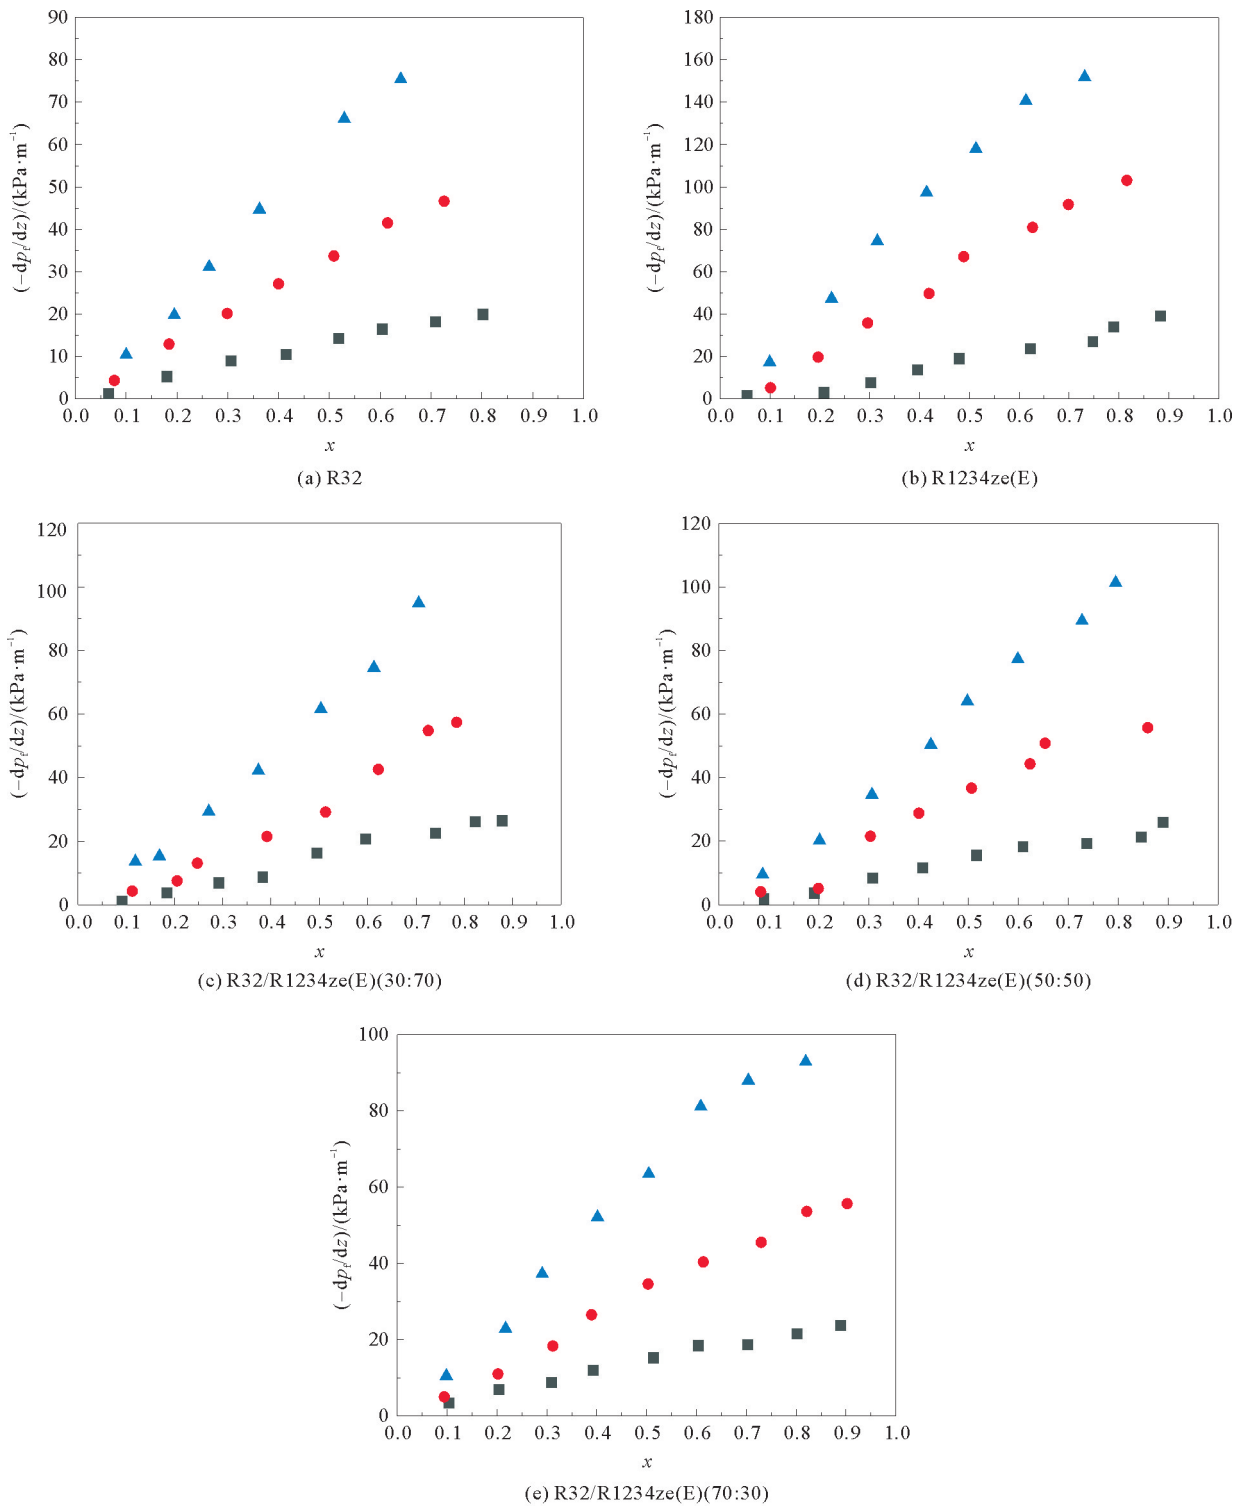 90
80
70
60
50
40
30
20
10
0
(−dp_f/dz)/(kPa·m⁻¹)
0.0 0.1 0.2 0.3 0.4 0.5 0.6 0.7 0.8 0.9 1.0
x
(a) R32
180
160
140
120
100
80
60
40
20
0
(−dp_f/dz)/(kPa·m⁻¹)
0.0 0.1 0.2 0.3 0.4 0.5 0.6 0.7 0.8 0.9 1.0
x
(b) R1234ze(E)
120
100
80
60
40
20
0
(−dp_f/dz)/(kPa·m⁻¹)
0.0 0.1 0.2 0.3 0.4 0.5 0.6 0.7 0.8 0.9 1.0
x
(c) R32/R1234ze(E)(30:70)
120
100
80
60
40
20
0
(−dp_f/dz)/(kPa·m⁻¹)
0.0 0.1 0.2 0.3 0.4 0.5 0.6 0.7 0.8 0.9 1.0
x
(d) R32/R1234ze(E)(50:50)
100
80
60
40
20
0
(−dp_f/dz)/(kPa·m⁻¹)
0.0 0.1 0.2 0.3 0.4 0.5 0.6 0.7 0.8 0.9 1.0
x
(e) R32/R1234ze(E)(70:30)